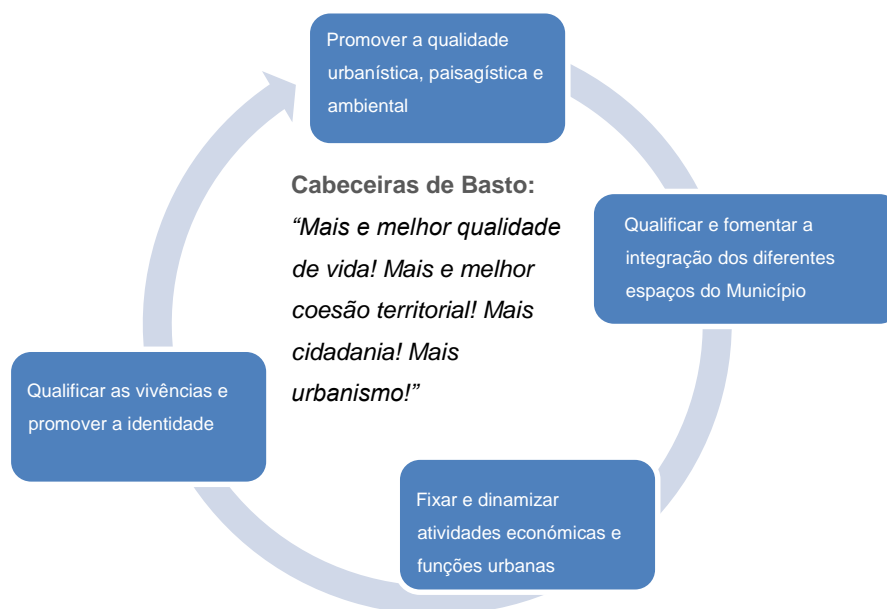 Promover a qualidade
urbanística, paisagística e
ambiental
Cabeceiras de Basto:
“Mais e melhor qualidade
de vida! Mais e melhor
coesão territorial! Mais
cidadania! Mais
urbanismo!”
Qualificar e fomentar a
integração dos diferentes
espaços do Município
Fixar e dinamizar
atividades económicas e
funções urbanas
Qualificar as vivências e
promover a identidade